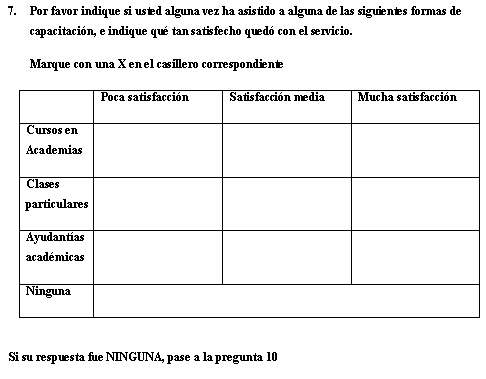 7. Por favor indique si usted alguna vez ha asistido a alguna de las siguientes formas de
capacitación, e indique qué tan satisfecho quedó con el servicio.
Marque con una X en el casillero correspondiente
Poca satisfacción Satisfacción media Mucha satisfacción
Cursos en
Academias
Clases
particulares
Ayudantías
académicas
Ninguna
Si su respuesta fue NINGUNA, pase a la pregunta 10